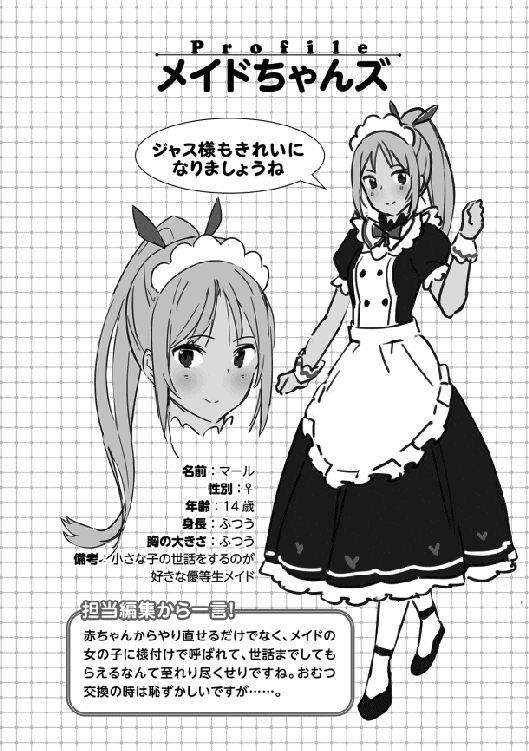 Profile
メイドちゃんズ
ジャス様もきれいに
なりましょうね
名前：マール
性別：♀
年齢：14歳
身長：ふつう
胸の大きさ：ふつう
備考：小さな子の世話をするのが
好きな優等生メイド
担当編集から一言!
赤ちゃんからやり直せるだけでなく、メイドの
女の子に様付けで呼ばれて、世話までしても
らえるなんて至れり尽くせりですね。おむつ
交換の時は恥ずかしいですが……。